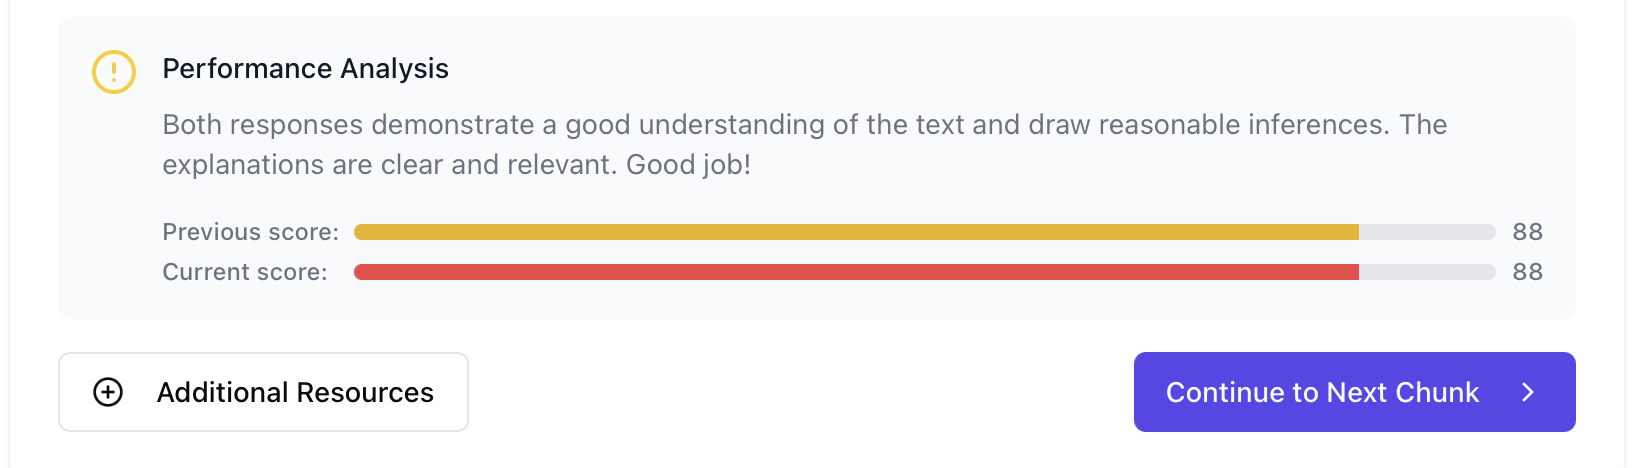 Performance Analysis
Both responses demonstrate a good understanding of the text and draw reasonable inferences. The
explanations are clear and relevant. Good job!
Previous score: 88
Current score: 88
Additional Resources
Continue to Next Chunk